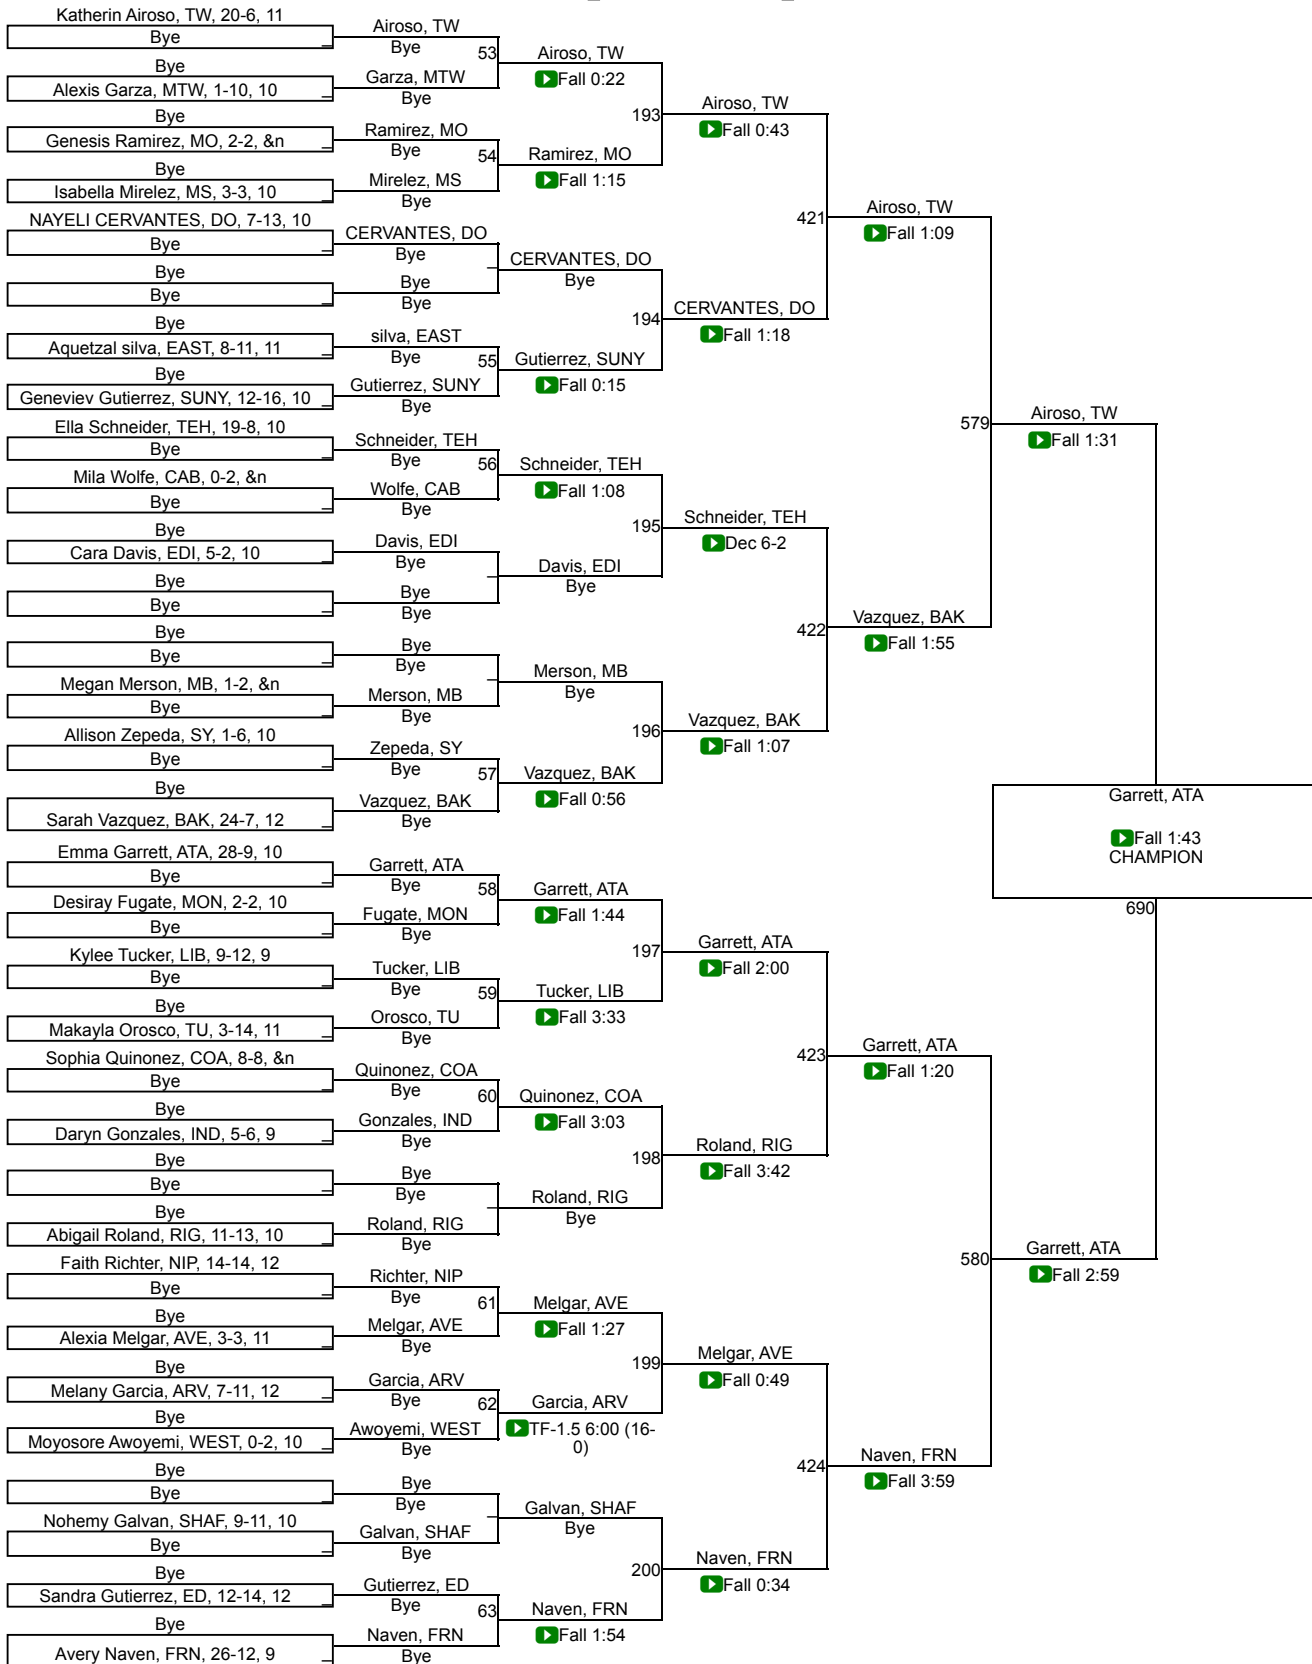 Katherin Airoso, TW, 20-6, 11
Bye
Bye
Alexis Garza, MTW, 1-10, 10
Bye
Genesis Ramirez, MO, 2-2, &n
Bye
Isabella Mirelez, MS, 3-3, 10
NAYELI CERVANTES, DO, 7-13, 10
Bye
Bye
Bye
Bye
Aquetzal silva, EAST, 8-11, 11
Bye
Geneviev Gutierrez, SUNY, 12-16, 10
Ella Schneider, TEH, 19-8, 10
Bye
Mila Wolfe, CAB, 0-2, &n
Bye
Bye
Cara Davis, EDI, 5-2, 10
Bye
Bye
Bye
Bye
Megan Merson, MB, 1-2, &n
Bye
Allison Zepeda, SY, 1-6, 10
Bye
Bye
Sarah Vazquez, BAK, 24-7, 12
Emma Garrett, ATA, 28-9, 10
Bye
Desiray Fugate, MON, 2-2, 10
Bye
Kylee Tucker, LIB, 9-12, 9
Bye
Bye
Makayla Orosco, TU, 3-14, 11
Sophia Quinonez, COA, 8-8, &n
Bye
Bye
Daryn Gonzales, IND, 5-6, 9
Bye
Bye
Bye
Abigail Roland, RIG, 11-13, 10
Faith Richter, NIP, 14-14, 12
Bye
Bye
Alexia Melgar, AVE, 3-3, 11
Bye
Melany Garcia, ARV, 7-11, 12
Bye
Moyosore Awoyemi, WEST, 0-2, 10
Bye
Bye
Nohemy Galvan, SHAF, 9-11, 10
Bye
Bye
Sandra Gutierrez, ED, 12-14, 12
Bye
Avery Naven, FRN, 26-12, 9
Airoso, TW
Bye
53
Garza, MTW
Bye
Ramirez, MO
Bye
54
Mirelez, MS
Bye
CERVANTES, DO
Bye
Bye
Bye
silva, EAST
Bye
55
Gutierrez, SUNY
Bye
Schneider, TEH
Bye
56
Wolfe, CAB
Bye
Davis, EDI
Bye
Bye
Bye
Bye
Bye
Merson, MB
Bye
Zepeda, SY
Bye
57
Vazquez, BAK
Bye
Garrett, ATA
Bye
58
Fugate, MON
Bye
Tucker, LIB
Bye
59
Orosco, TU
Bye
Quinonez, COA
Bye
60
Gonzales, IND
Bye
Bye
Bye
Roland, RIG
Bye
Richter, NIP
Bye
61
Melgar, AVE
Bye
Garcia, ARV
Bye
62
Awoyemi, WEST
Bye
Bye
Bye
Galvan, SHAF
Bye
Gutierrez, ED
Bye
63
Naven, FRN
Bye
Airoso, TW
Fall 0:22
193
Ramirez, MO
Fall 1:15
CERVANTES, DO
Bye
194
Gutierrez, SUNY
Fall 0:15
Schneider, TEH
Fall 1:08
195
Davis, EDI
Bye
Merson, MB
Bye
196
Vazquez, BAK
Fall 0:56
Garrett, ATA
Fall 1:44
197
Tucker, LIB
Fall 3:33
Quinonez, COA
Fall 3:03
198
Roland, RIG
Bye
Melgar, AVE
Fall 1:27
199
Garcia, ARV
TF-1.5 6:00 (16-
0)
Galvan, SHAF
Bye
200
Naven, FRN
Fall 1:54
Airoso, TW
Fall 0:43
421
CERVANTES, DO
Fall 1:18
Schneider, TEH
Dec 6-2
422
Vazquez, BAK
Fall 1:07
Garrett, ATA
Fall 2:00
423
Roland, RIG
Fall 3:42
Melgar, AVE
Fall 0:49
424
Naven, FRN
Fall 0:34
Airoso, TW
Fall 1:09
579
Vazquez, BAK
Fall 1:55
Garrett, ATA
Fall 1:20
580
Naven, FRN
Fall 3:59
Airoso, TW
Fall 1:31
Garrett, ATA
Fall 2:59
Garrett, ATA
Fall 1:43
CHAMPION
690